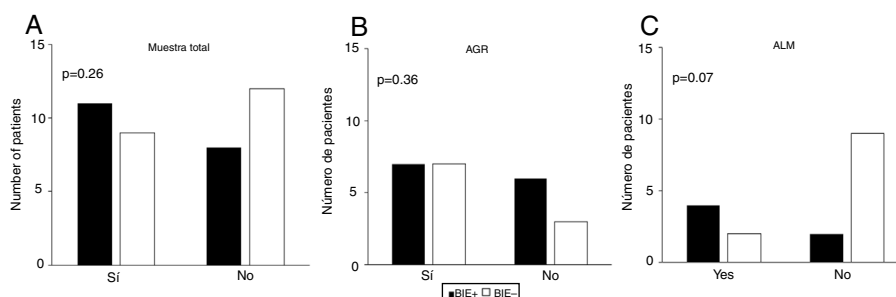 A
Muestra total
15
p=0.26
10
5
0
Number of patients
Sí
No
B
AGR
15
p=0.36
10
5
0
Número de pacientes
Sí
No
C
ALM
15
p=0.07
10
5
0
Número de pacientes
Yes
No
BIE+ BIE–